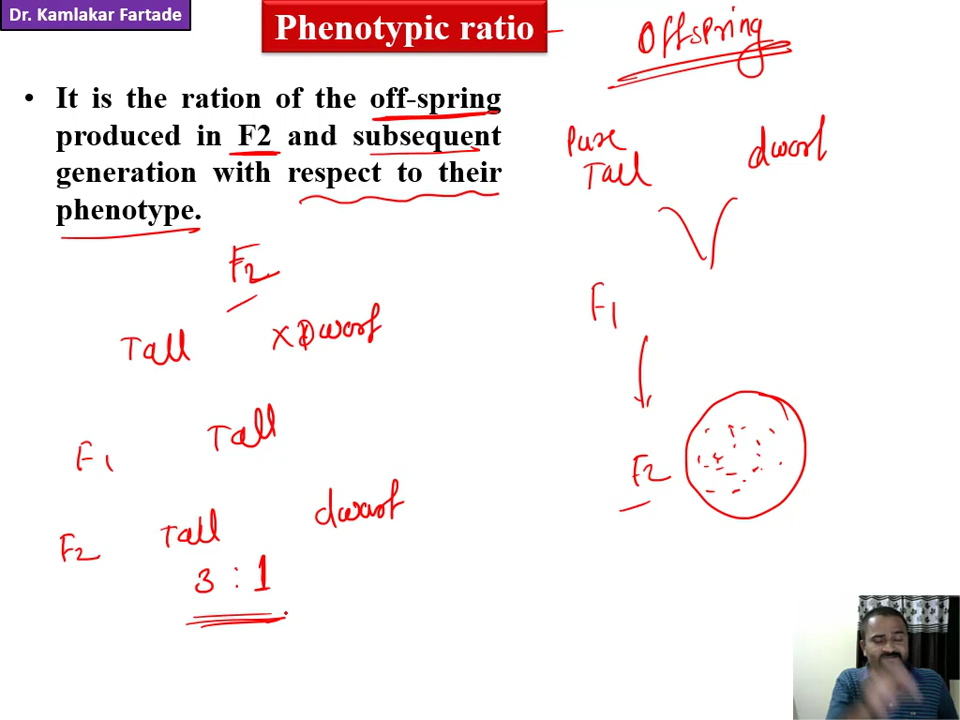 Dr. Kamlakar Fartade
Phenotypic ratio
Offspring
• It is the ration of the off-spring
produced in F2 and subsequent
generation with respect to their
phenotype.
F2
Tall X Dwarf
F1 Tall
F2 Tall dwarf
3 : 1
Pure
Tall dwarf
F1
F2